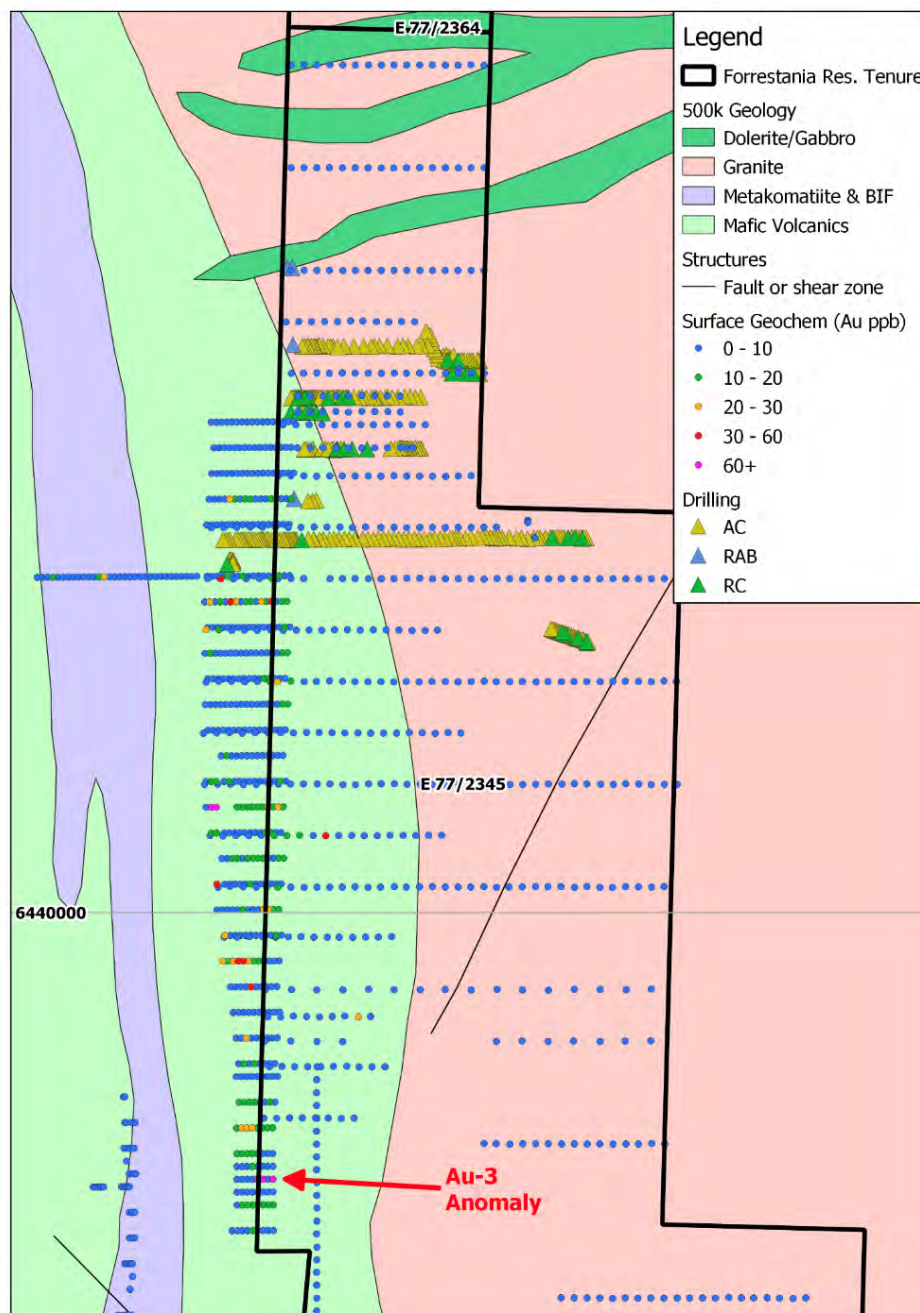 E 77/2364
Legend
Forrestania Res. Tenure
500k Geology
Dolerite/Gabbro
Granite
Metakomatiite & BIF
Mafic Volcanics
Structures
Fault or shear zone
Surface Geochem (Au ppb)
0 - 10
10 - 20
20 - 30
30 - 60
60+
Drilling
AC
RAB
RC
E 77/2345
6440000
Au-3
Anomaly